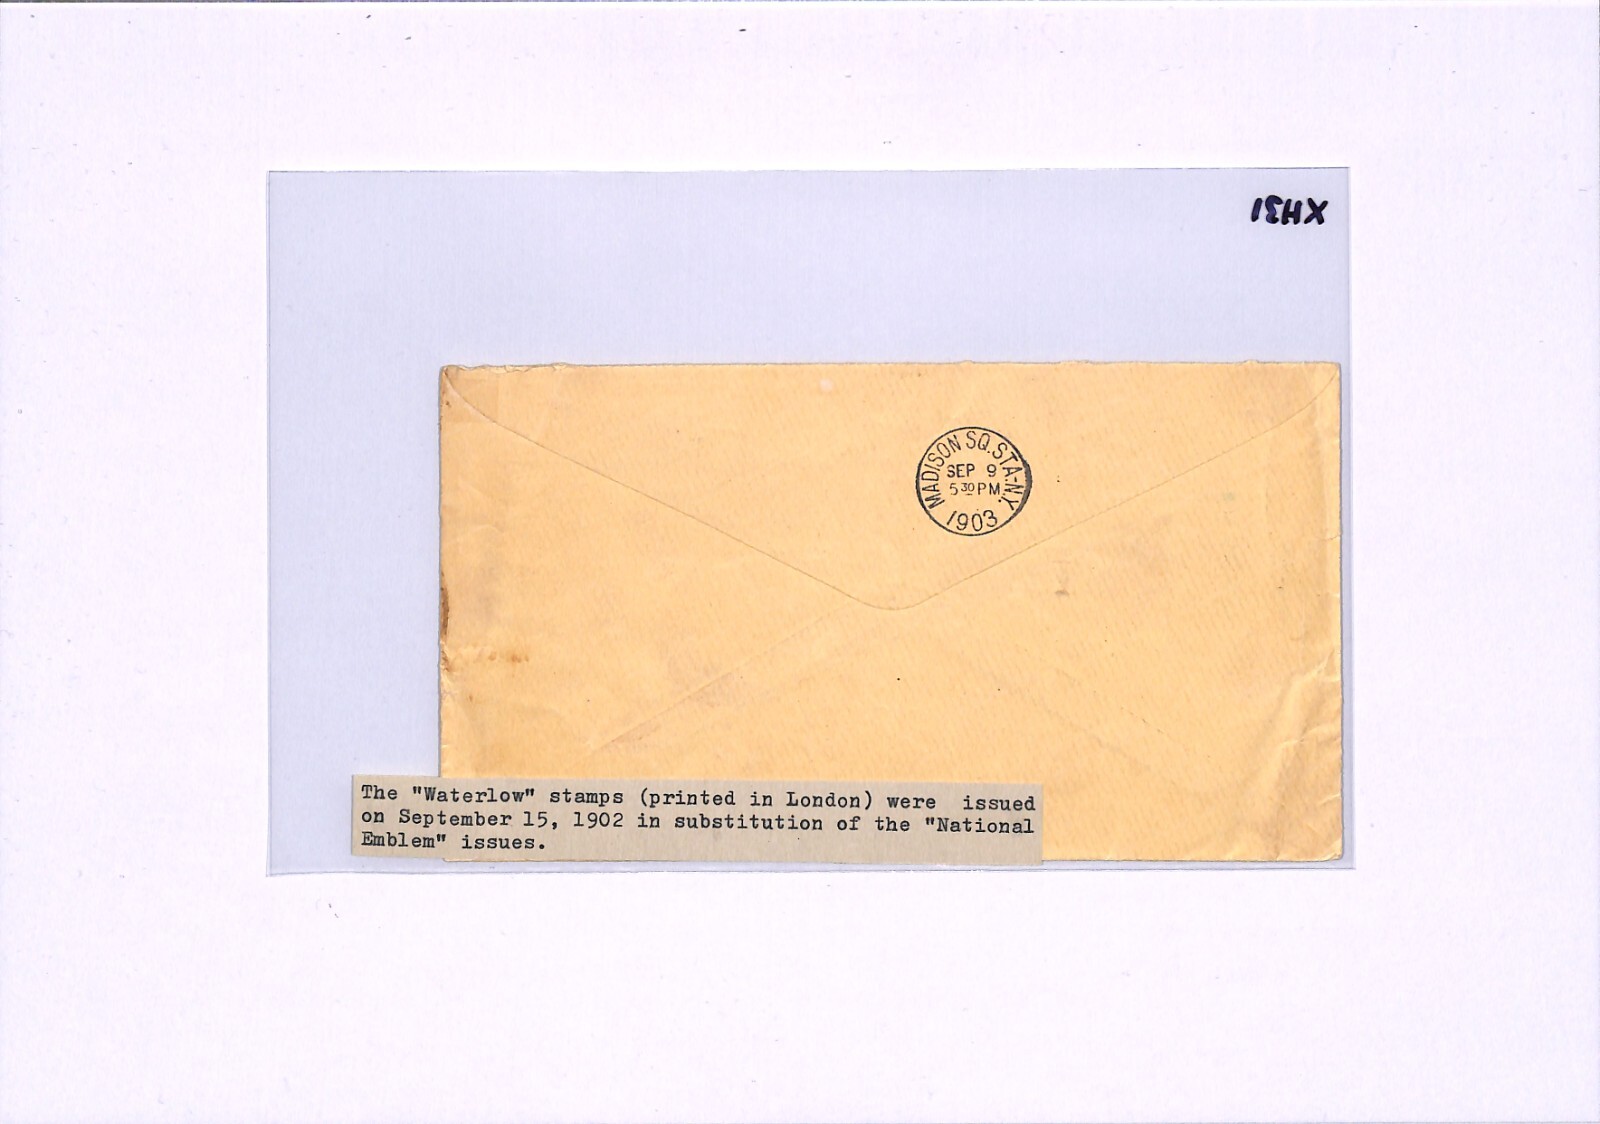 XH31
MADISON SQ. STA-N.Y.
SEP 9
5 30 PM
1903
The "Waterlow" stamps (printed in London) were issued
on September 15, 1902 in substitution of the "National
Emblem" issues.